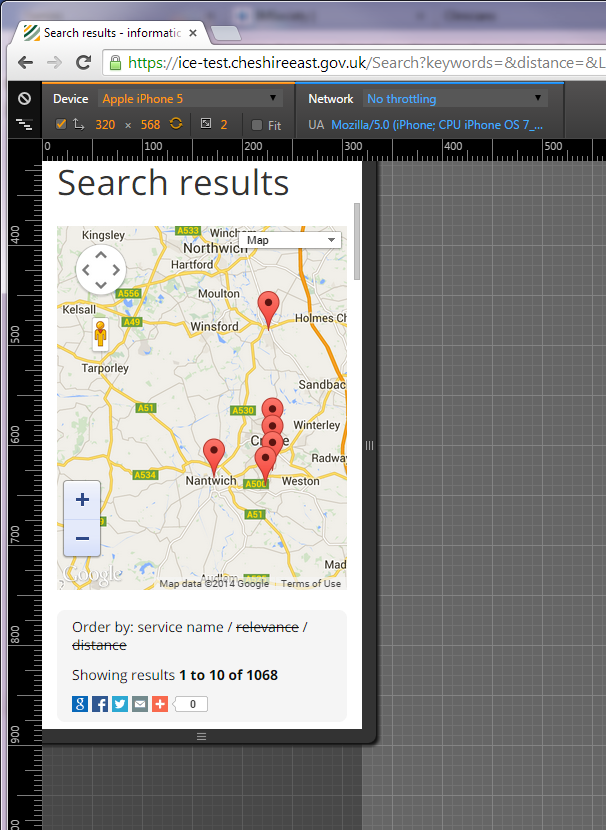 Search results - informatic
https://ice-test.cheshireeast.gov.uk/Search?keywords=&distance=&L
Device Apple iPhone 5 Network No throttling
320 × 568 2 Fit UA Mozilla/5.0 (iPhone; CPU iPhone OS 7_...
0 100 200 300 400 500
400
500
600
700
800
900
Search results
Kingsley A533
Map
Northwich
Hartford
A556 Moulton
Kelsall
A49 Winsford Holmes Ch
Tarporley
Sandbac
A51 A530
Winterley
Radway
A534 Nantwich A500 Weston
A51
+
−
Mad
Google
Map data ©2014 Google Terms of Use
Order by: service name / relevance /
distance
Showing results 1 to 10 of 1068
0